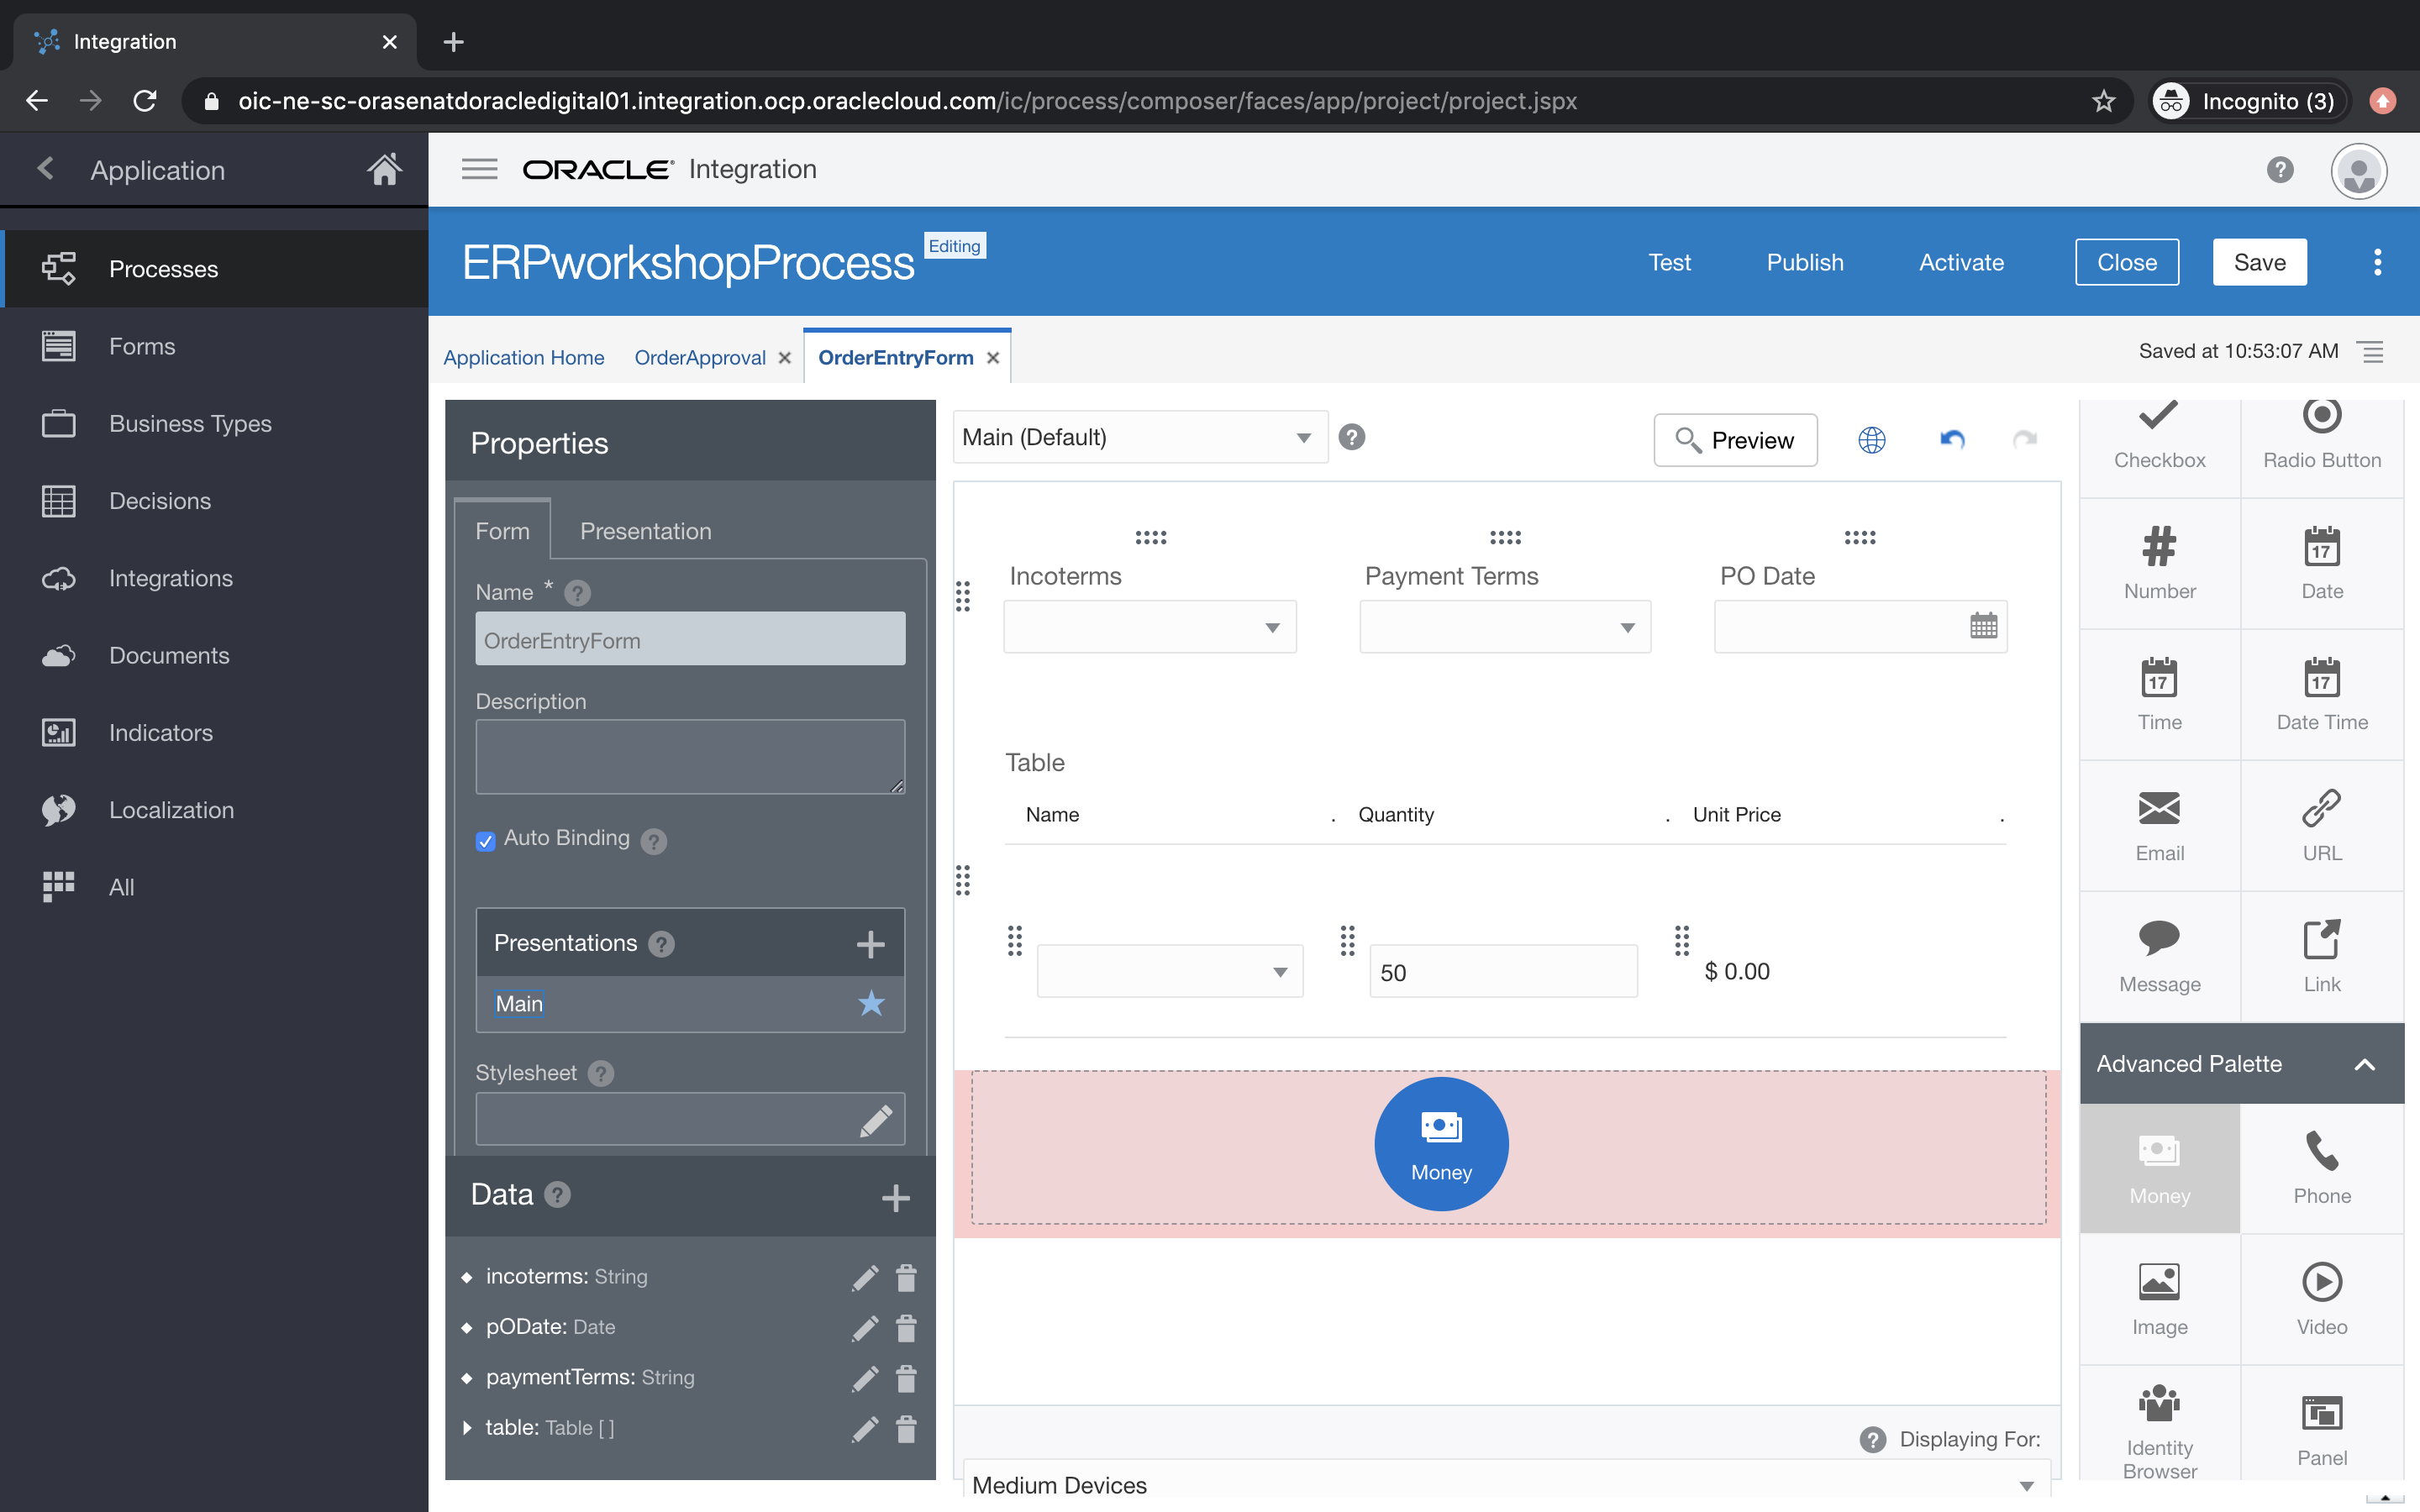 Integration
oic-ne-sc-orasenatdoracledigital01.integration.ocp.oraclecloud.com/ic/process/composer/faces/app/project/project.jspx
Incognito (3)
Application
ORACLE Integration
?
ERPworkshopProcess Editing
Test
Publish
Activate
Close
Save
Processes
Forms
Business Types
Decisions
Integrations
Documents
Indicators
Localization
All
Application Home
OrderApproval
OrderEntryForm
Saved at 10:53:07 AM
Properties
Form
Presentation
Name * ?
OrderEntryForm
Description
Auto Binding ?
Presentations ?
Main
Stylesheet ?
Data ?
incoterms: String
pODate: Date
paymentTerms: String
table: Table [ ]
Main (Default)
?
Preview
Incoterms
Payment Terms
PO Date
Table
Name . Quantity . Unit Price .
50
$ 0.00
Money
? Displaying For:
Medium Devices
Checkbox
Radio Button
Number
17
Date
17
Time
17
Date Time
Email
URL
Message
Link
Advanced Palette
Money
Phone
Image
Video
Identity
Browser
Panel